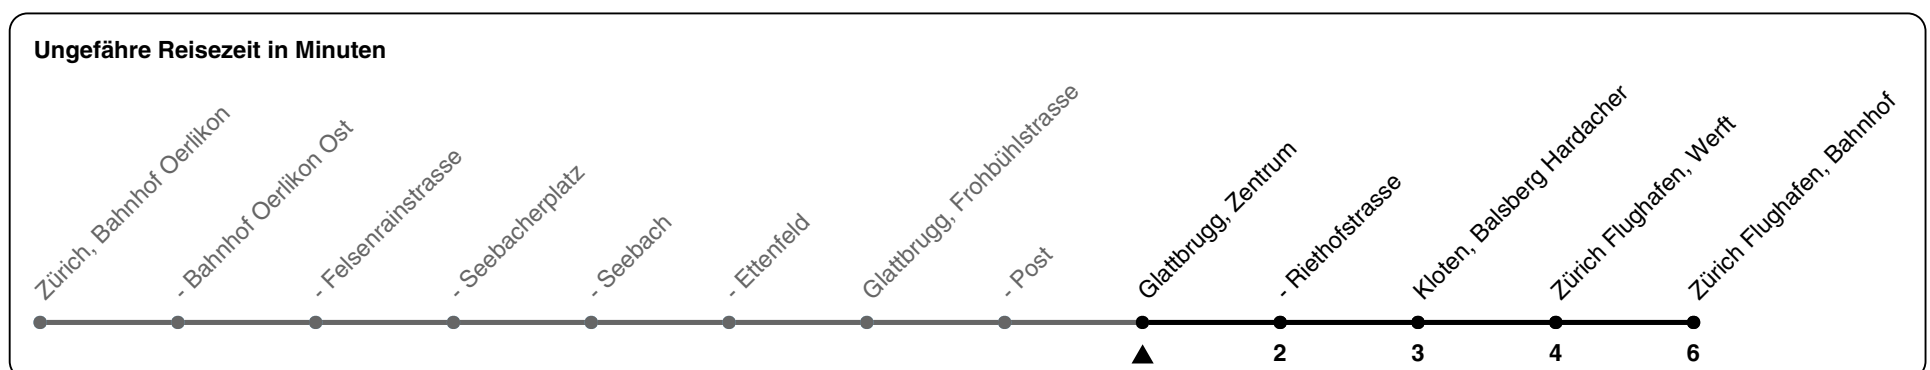 Ungefähre Reisezeit in Minuten
Zürich, Bahnhof Oerlikon
- Bahnhof Oerlikon Ost
- Felsenrainstrasse
- Seebacherplatz
- Seebach
- Ettenfeld
Glattbrugg, Frohbühlstrasse
- Post
Glattbrugg, Zentrum
- Riethofstrasse
Kloten, Balsberg Hardacher
Zürich Flughafen, Werft
Zürich Flughafen, Bahnhof
2 3 4 6